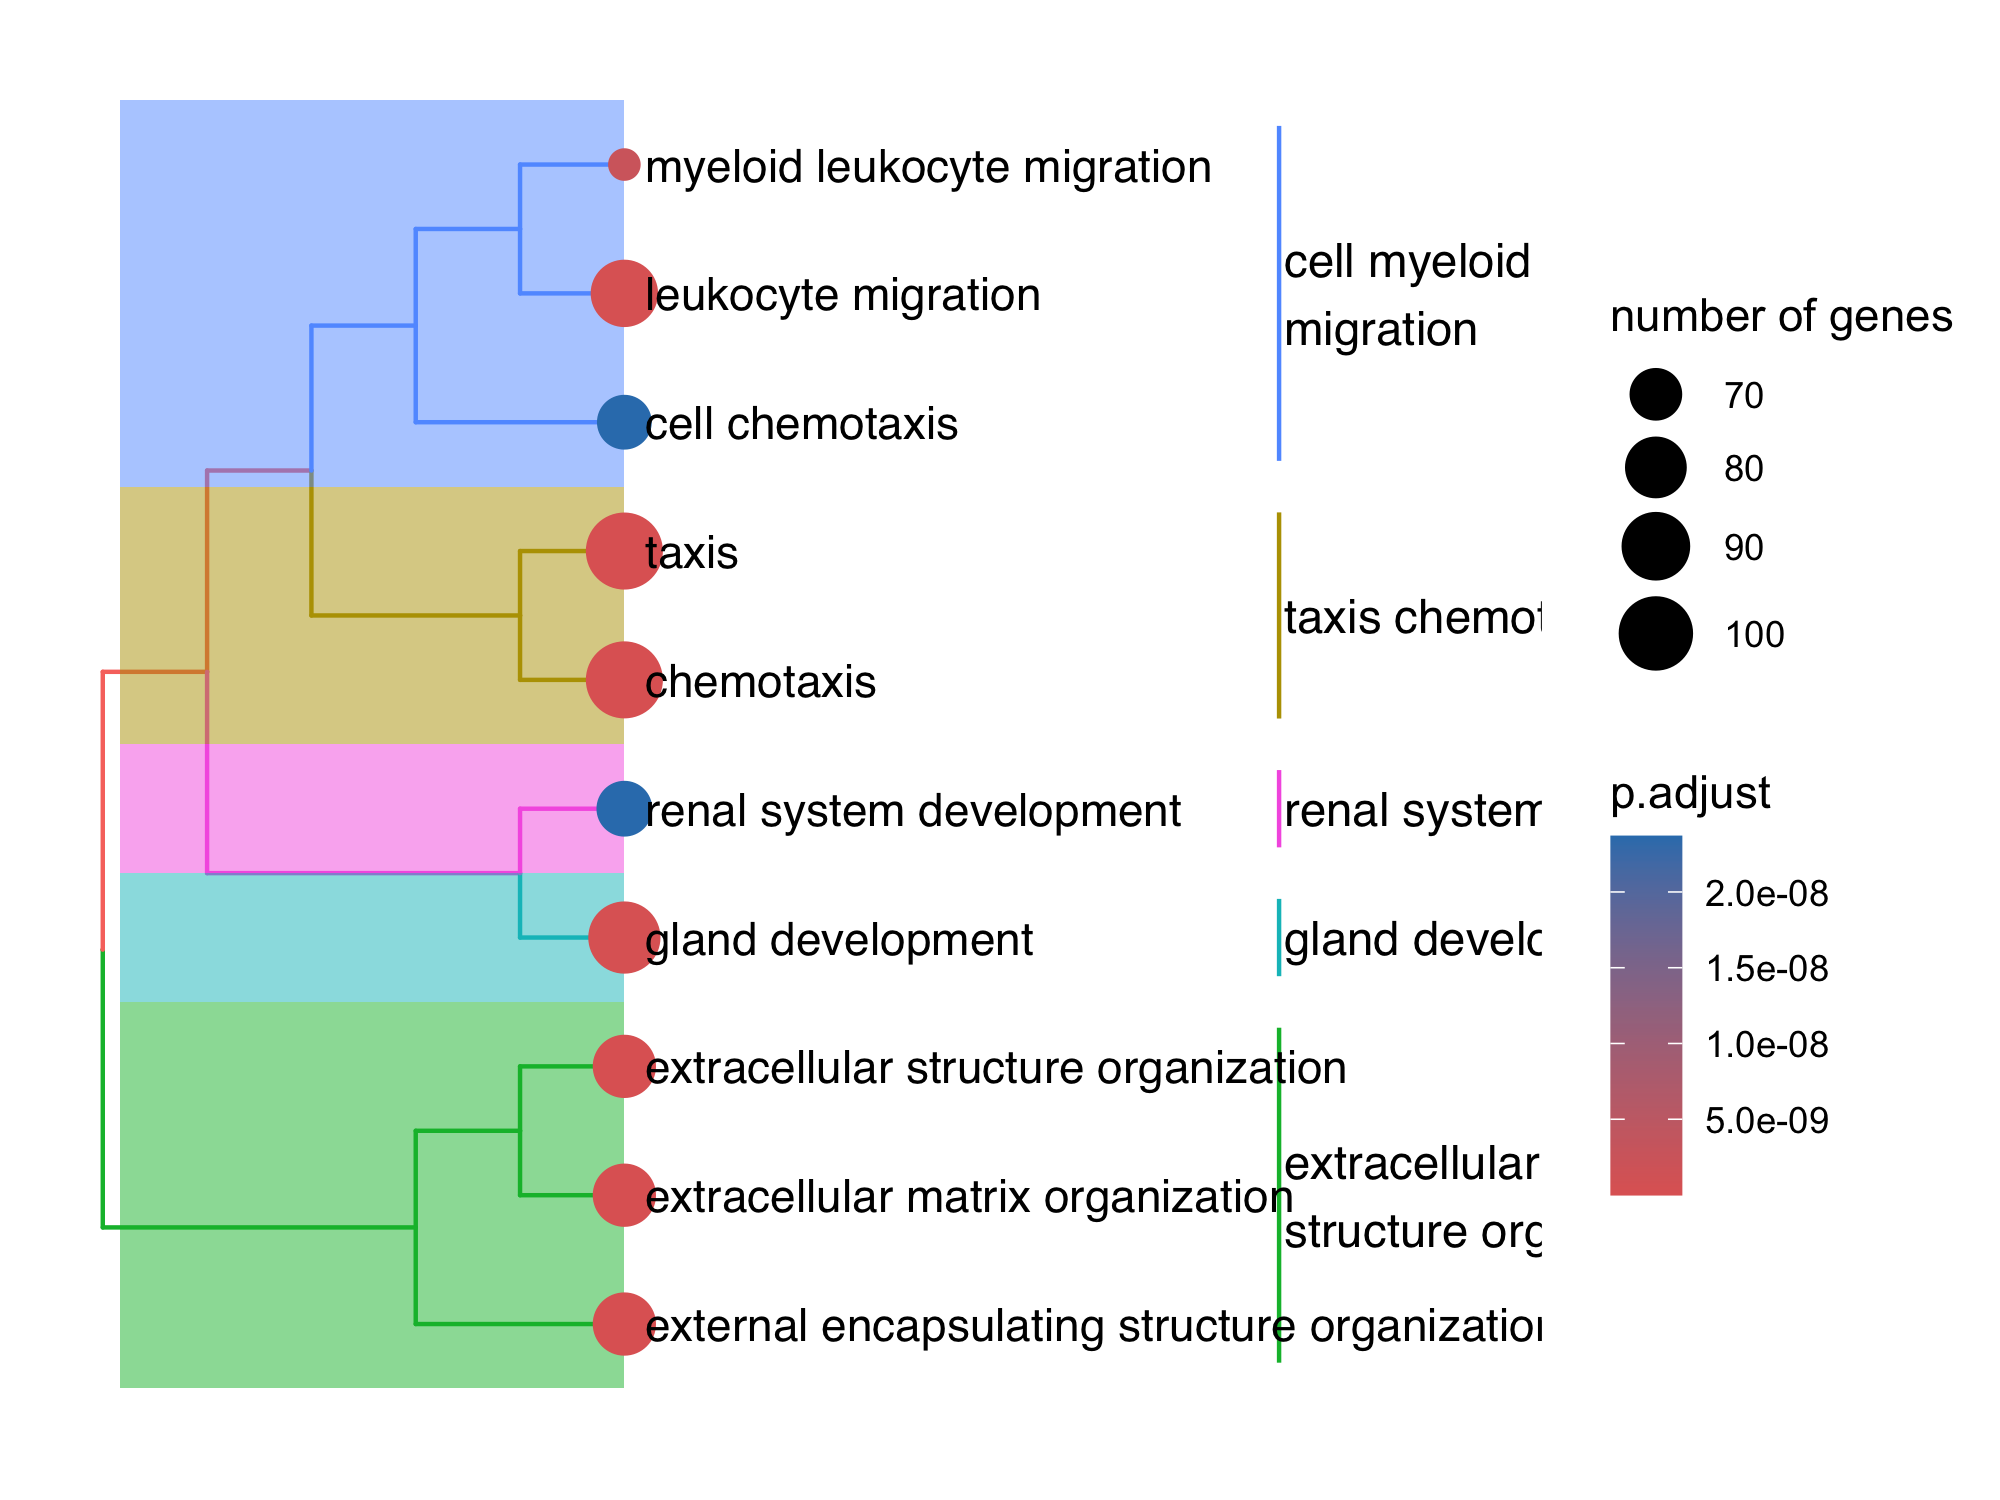 myeloid leukocyte migration
leukocyte migration
cell chemotaxis
taxis
chemotaxis
renal system development
gland development
extracellular structure organization
extracellular matrix organization
external encapsulating structure organization
cell myeloid
migration
taxis chemot
renal system
gland develo
extracellular
structure org
number of genes
70
80
90
100
p.adjust
2.0e-08
1.5e-08
1.0e-08
5.0e-09